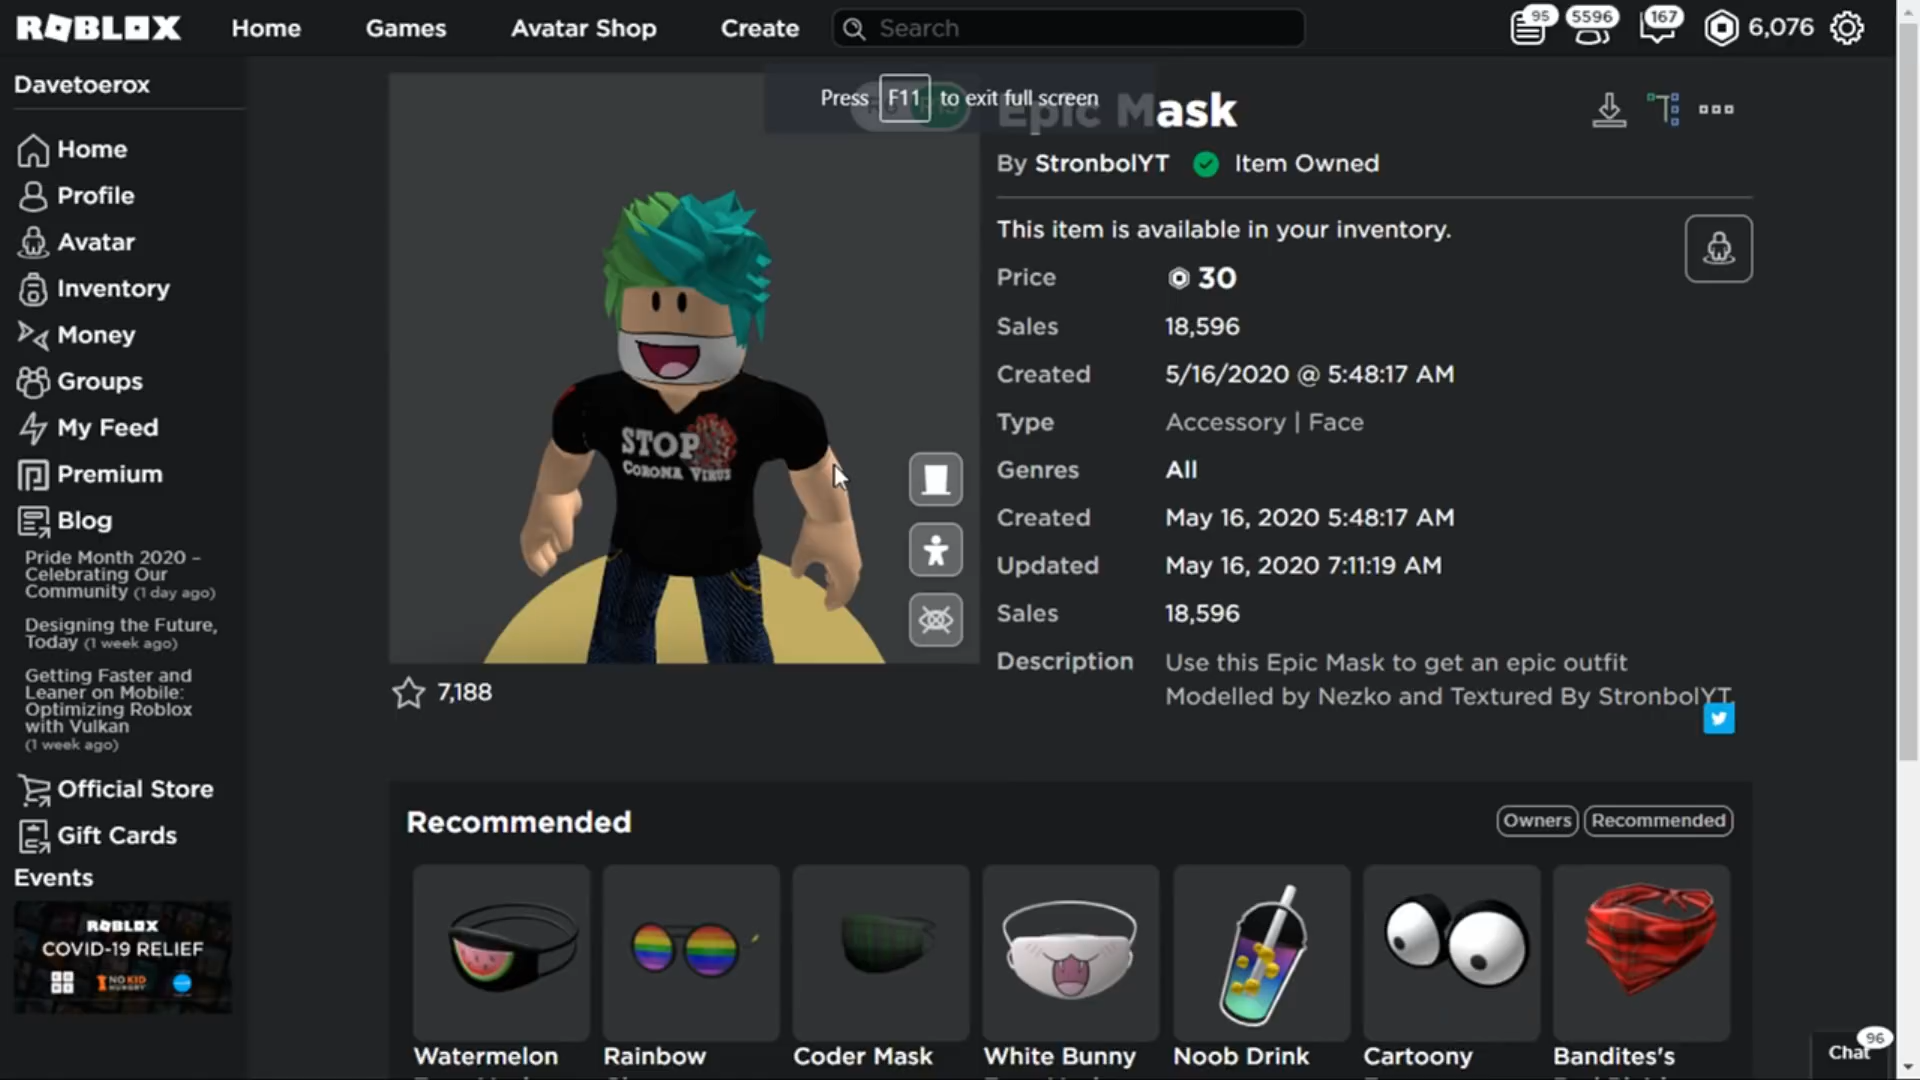 ROBLOX
Home
Games
Avatar Shop
Create
Search
95
5596
167
6,076
Davetoerox
Home
Profile
Avatar
Inventory
Money
Groups
My Feed
Premium
Blog
Pride Month 2020 –
Celebrating Our
Community (1 day ago)
Designing the Future,
Today (1 week ago)
Getting Faster and
Leaner on Mobile:
Optimizing Roblox
with Vulkan
(1 week ago)
Official Store
Gift Cards
Events
ROBLOX
COVID-19 RELIEF
NO KID
HUNGRY
Press F11 to exit full screen
STOP
CORONA VIRUS
7,188
Epic Mask
By StronbolYT Item Owned
This item is available in your inventory.
Price 30
Sales 18,596
Created 5/16/2020 @ 5:48:17 AM
Type Accessory | Face
Genres All
Created May 16, 2020 5:48:17 AM
Updated May 16, 2020 7:11:19 AM
Sales 18,596
Description Use this Epic Mask to get an epic outfit
Modelled by Nezko and Textured By StronbolYT
Recommended
Owners
Recommended
Watermelon
Rainbow
Coder Mask
White Bunny
Noob Drink
Cartoony
Bandites's
Chat
96